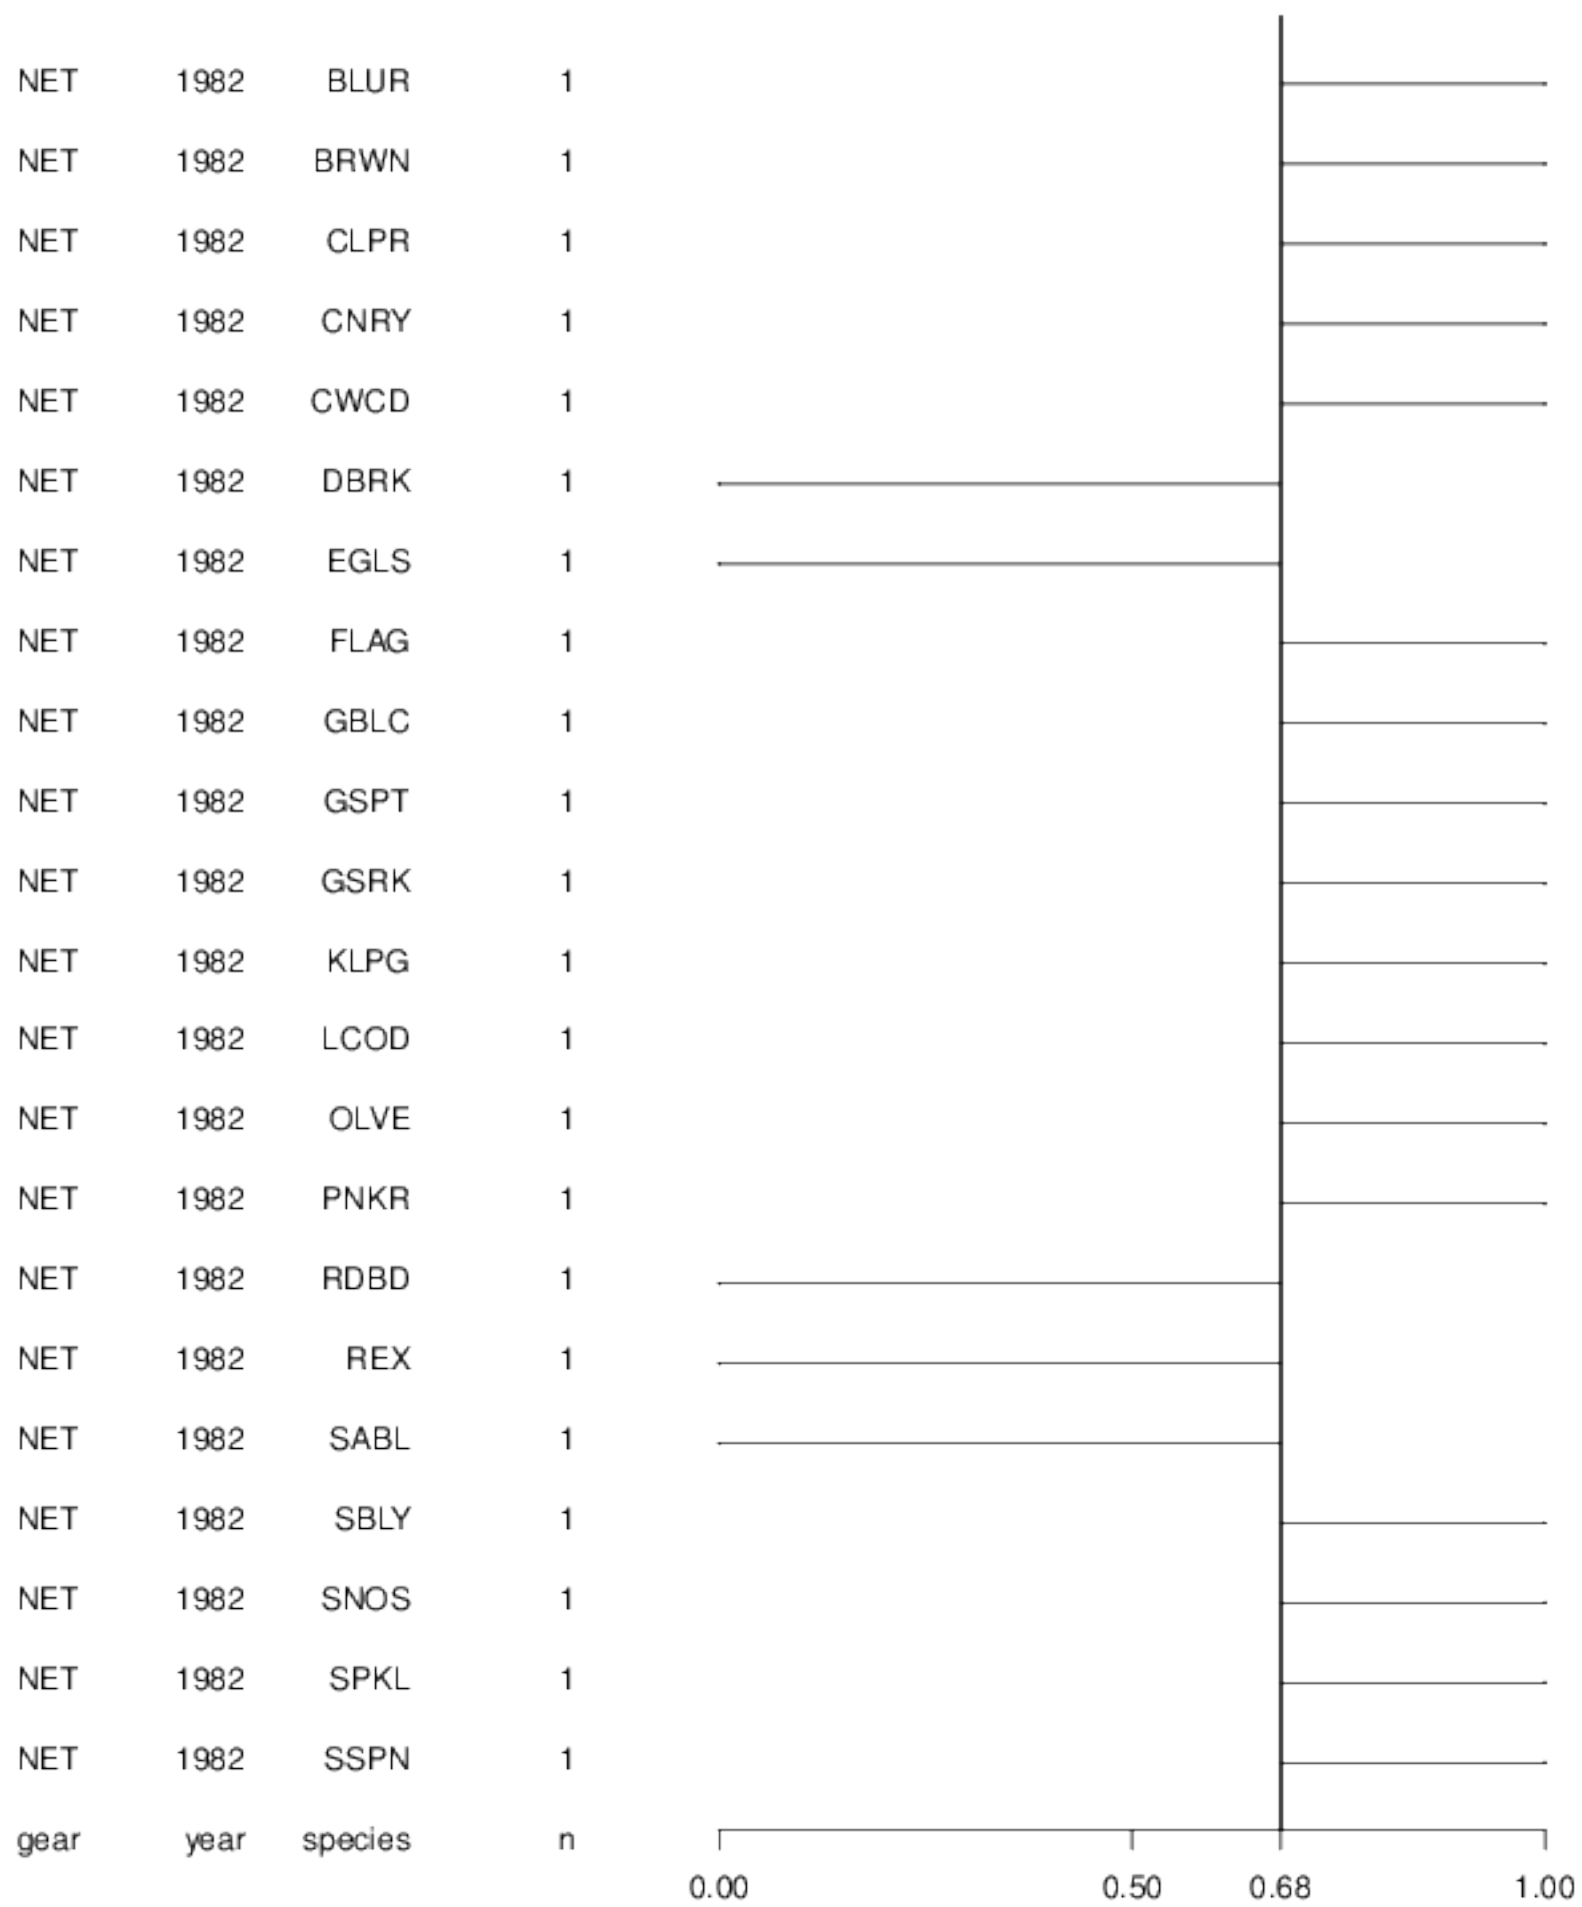 NET 1982 BLUR 1
NET 1982 BRWN 1
NET 1982 CLPR 1
NET 1982 CNRY 1
NET 1982 CWCD 1
NET 1982 DBRK 1
NET 1982 EGLS 1
NET 1982 FLAG 1
NET 1982 GBLC 1
NET 1982 GSPT 1
NET 1982 GSRK 1
NET 1982 KLPG 1
NET 1982 LCOD 1
NET 1982 OLVE 1
NET 1982 PNKR 1
NET 1982 RDBD 1
NET 1982 REX 1
NET 1982 SABL 1
NET 1982 SBLY 1
NET 1982 SNOS 1
NET 1982 SPKL 1
NET 1982 SSPN 1
gear year species n
0.00 0.50 0.68 1.00